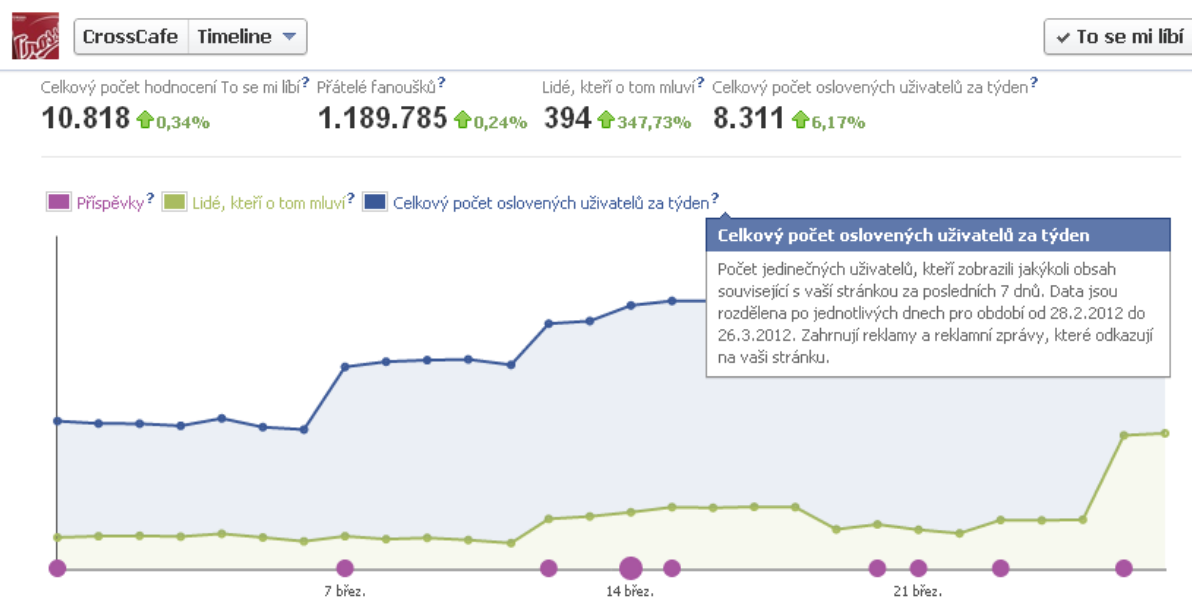 CrossCafe Timeline
✓ To se mi líbí
Celkový počet hodnocení To se mi líbí? Přátelé fanoušků? Lidé, kteří o tom mluví? Celkový počet oslovených uživatelů za týden?
10.818 0,34% 1.189.785 0,24% 394 347,73% 8.311 6,17%
Příspěvky? Lidé, kteří o tom mluví? Celkový počet oslovených uživatelů za týden?
Celkový počet oslovených uživatelů za týden
Počet jedinečných uživatelů, kteří zobrazili jakýkoli obsah
související s vaší stránkou za posledních 7 dnů. Data jsou
rozdělena po jednotlivých dnech pro období od 28.2.2012 do
26.3.2012. Zahrnují reklamy a reklamní zprávy, které odkazují
na vaši stránku.
7 břez. 14 břez. 21 břez.